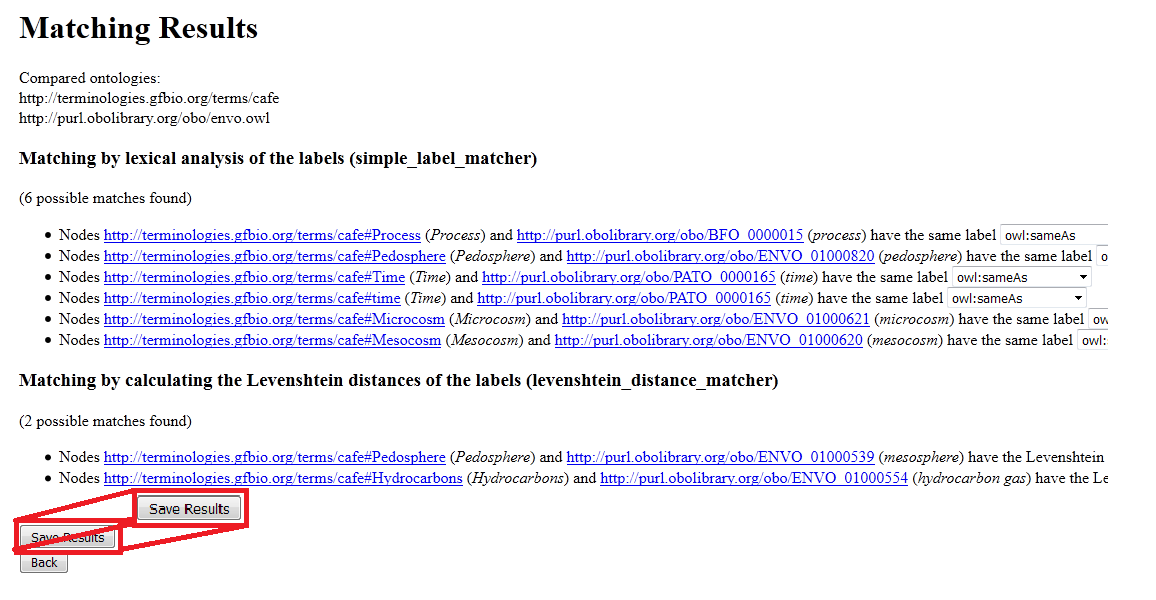 Matching Results
Compared ontologies:
http://terminologies.gfbio.org/terms/cafe
http://purl.obolibrary.org/obo/envo.owl
Matching by lexical analysis of the labels (simple_label_matcher)
(6 possible matches found)
• Nodes http://terminologies.gfbio.org/terms/cafe#Process (Process) and http://purl.obolibrary.org/obo/BFO_0000015 (process) have the same label owl:sameAs
• Nodes http://terminologies.gfbio.org/terms/cafe#Pedosphere (Pedosphere) and http://purl.obolibrary.org/obo/ENVO_01000820 (pedosphere) have the same label o
• Nodes http://terminologies.gfbio.org/terms/cafe#Time (Time) and http://purl.obolibrary.org/obo/PATO_0000165 (time) have the same label owl:sameAs
• Nodes http://terminologies.gfbio.org/terms/cafe#time (Time) and http://purl.obolibrary.org/obo/PATO_0000165 (time) have the same label owl:sameAs
• Nodes http://terminologies.gfbio.org/terms/cafe#Microcosm (Microcosm) and http://purl.obolibrary.org/obo/ENVO_01000621 (microcosm) have the same label ow
• Nodes http://terminologies.gfbio.org/terms/cafe#Mesocosm (Mesocosm) and http://purl.obolibrary.org/obo/ENVO_01000620 (mesocosm) have the same label owl:
Matching by calculating the Levenshtein distances of the labels (levenshtein_distance_matcher)
(2 possible matches found)
• Nodes http://terminologies.gfbio.org/terms/cafe#Pedosphere (Pedosphere) and http://purl.obolibrary.org/obo/ENVO_01000539 (mesosphere) have the Levenshtein
• Nodes http://terminologies.gfbio.org/terms/cafe#Hydrocarbons (Hydrocarbons) and http://purl.obolibrary.org/obo/ENVO_01000554 (hydrocarbon gas) have the Le
Save Results
Save Results
Back